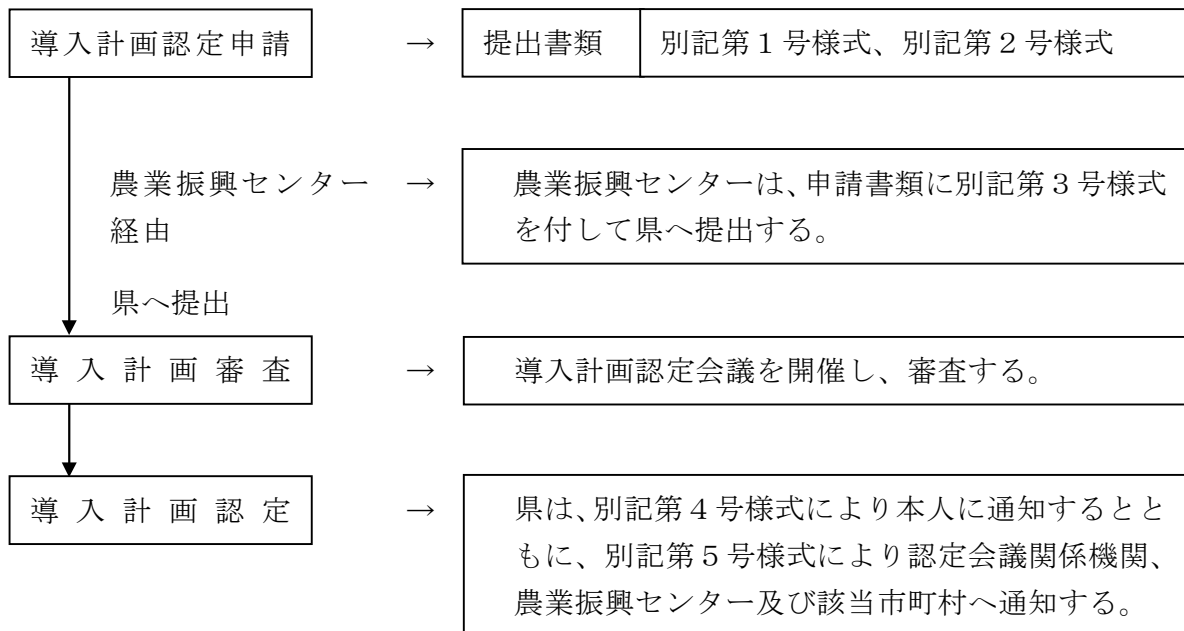 導入計画認定申請 → 提出書類 別記第１号様式、別記第２号様式
農業振興センター → 農業振興センターは、申請書類に別記第３号様式
経由 を付して県へ提出する。
県へ提出
導入計画審査 → 導入計画認定会議を開催し、審査する。
導入計画認定 → 県は、別記第４号様式により本人に通知するとと
もに、別記第５号様式により認定会議関係機関、
農業振興センター及び該当市町村へ通知する。